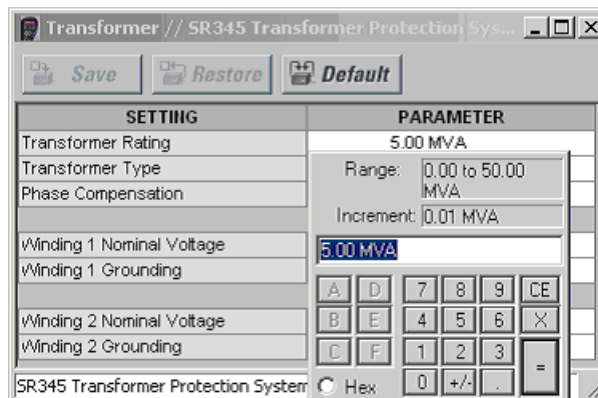 Transformer // SR345 Transformer Protection Sys...
Save Restore Default
SETTING PARAMETER
Transformer Rating 5.00 MVA
Transformer Type
Phase Compensation
Range: 0.00 to 50.00 MVA
Increment: 0.01 MVA
5.00 MVA
Winding 1 Nominal Voltage
Winding 1 Grounding
Winding 2 Nominal Voltage
Winding 2 Grounding
A D 7 8 9 CE
B E 4 5 6 X
C F 1 2 3 =
Hex 0 +/- .
SR345 Transformer Protection System